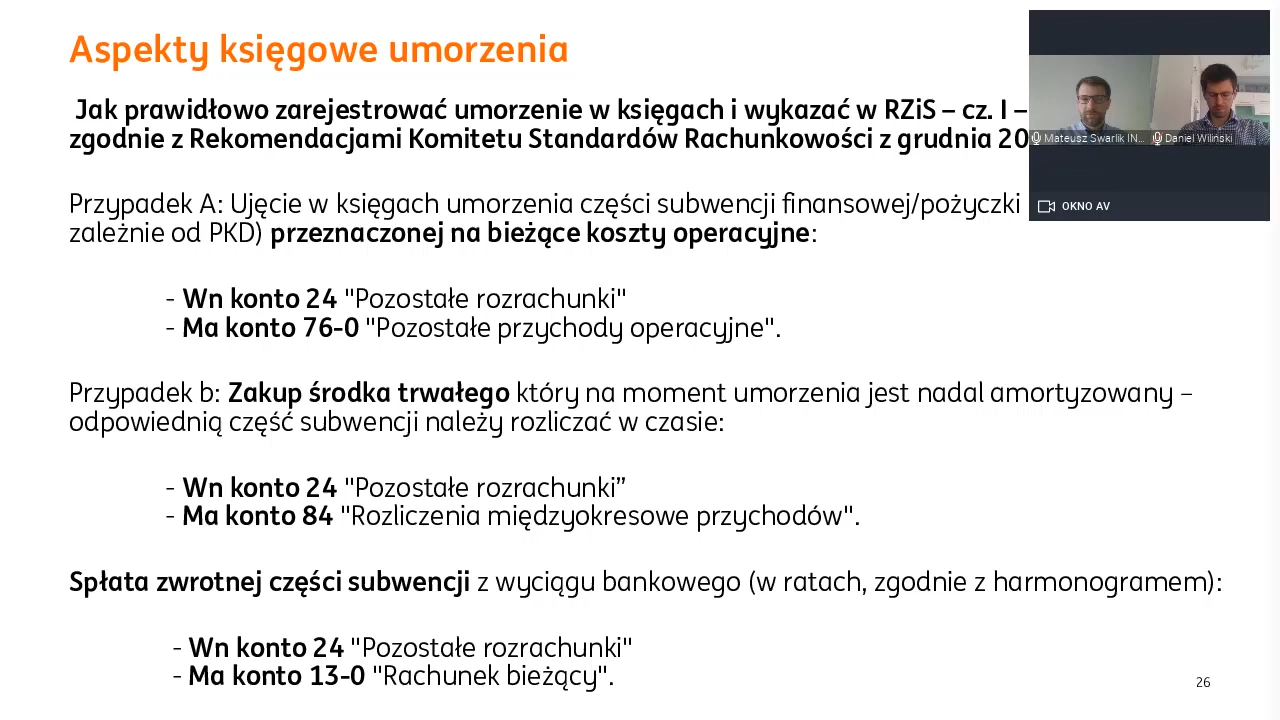 Aspekty księgowe umorzenia
Jak prawidłowo zarejestrować umorzenie w księgach i wykazać w RZiS – cz. I –
zgodnie z Rekomendacjami Komitetu Standardów Rachunkowości z grudnia 20
Mateusz Swarlik IN... Daniel Wiliński
OKNO AV
Przypadek A: Ujęcie w księgach umorzenia części subwencji finansowej/pożyczki
zależnie od PKD) przeznaczonej na bieżące koszty operacyjne:
- Wn konto 24 "Pozostałe rozrachunki"
- Ma konto 76-0 "Pozostałe przychody operacyjne".
Przypadek b: Zakup środka trwałego który na moment umorzenia jest nadal amortyzowany –
odpowiednią część subwencji należy rozliczać w czasie:
- Wn konto 24 "Pozostałe rozrachunki”
- Ma konto 84 "Rozliczenia międzyokresowe przychodów".
Spłata zwrotnej części subwencji z wyciągu bankowego (w ratach, zgodnie z harmonogramem):
- Wn konto 24 "Pozostałe rozrachunki"
- Ma konto 13-0 "Rachunek bieżący".
26